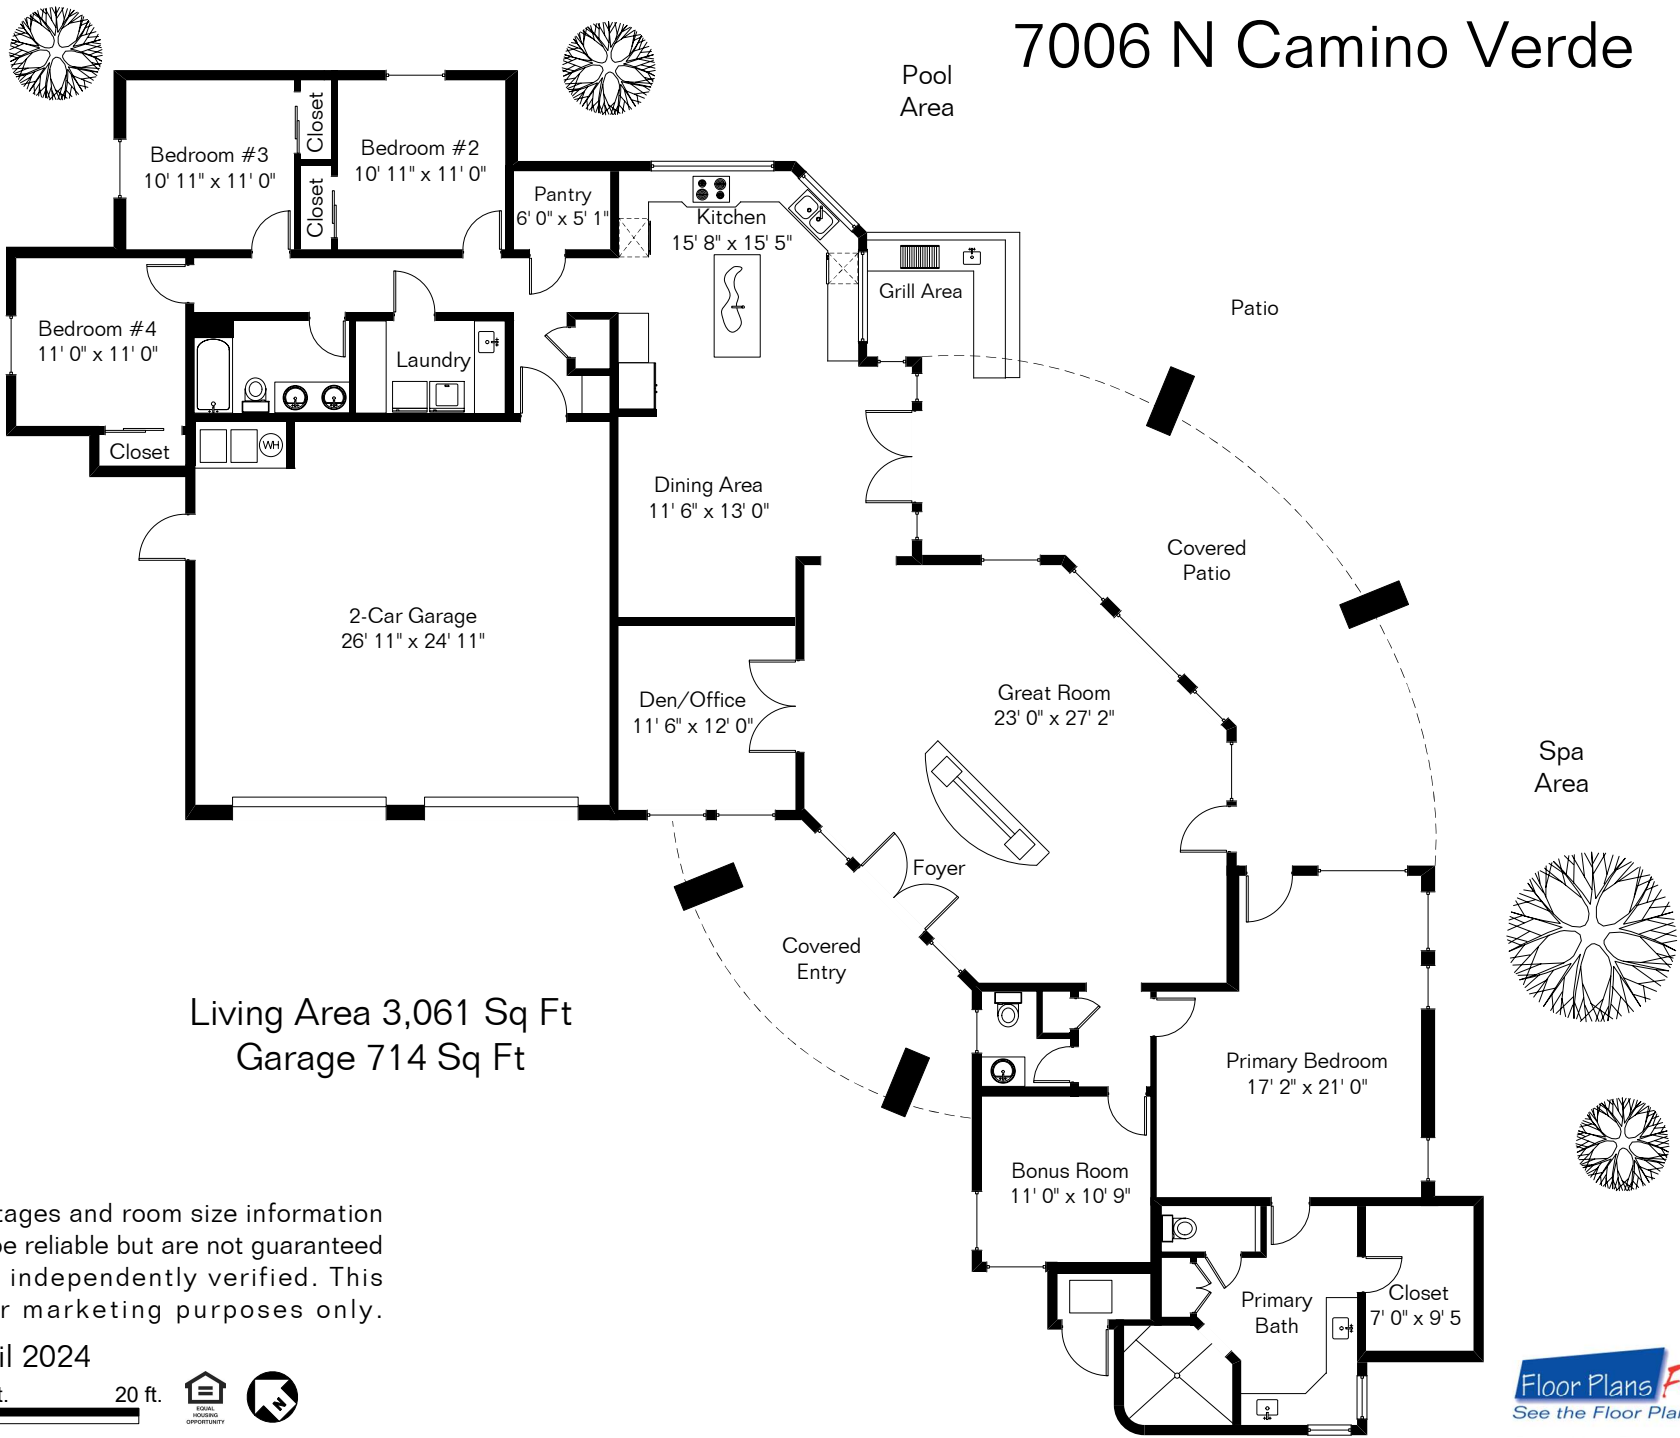 7006 N Camino Verde
Pool
Area
Closet
Bedroom #3
10' 11" x 11' 0"
Bedroom #2
10' 11" x 11' 0"
Closet
Pantry
6' 0" x 5' 1"
Kitchen
15' 8" x 15' 5"
Grill Area
Patio
Bedroom #4
11' 0" x 11' 0"
Laundry
Closet
WH
Dining Area
11' 6" x 13' 0"
Covered
Patio
2-Car Garage
26' 11" x 24' 11"
Den/Office
11' 6" x 12' 0"
Great Room
23' 0" x 27' 2"
Spa
Area
Foyer
Covered
Entry
Living Area 3,061 Sq Ft
Garage 714 Sq Ft
Primary Bedroom
17' 2" x 21' 0"
Bonus Room
11' 0" x 10' 9"
Primary
Bath
Closet
7' 0" x 9' 5
tages and room size information
be reliable but are not guaranteed
independently verified. This
r marketing purposes only.
il 2024
t. 20 ft.
EQUAL
HOUSING
OPPORTUNITY
N
Floor Plans F
See the Floor Pla